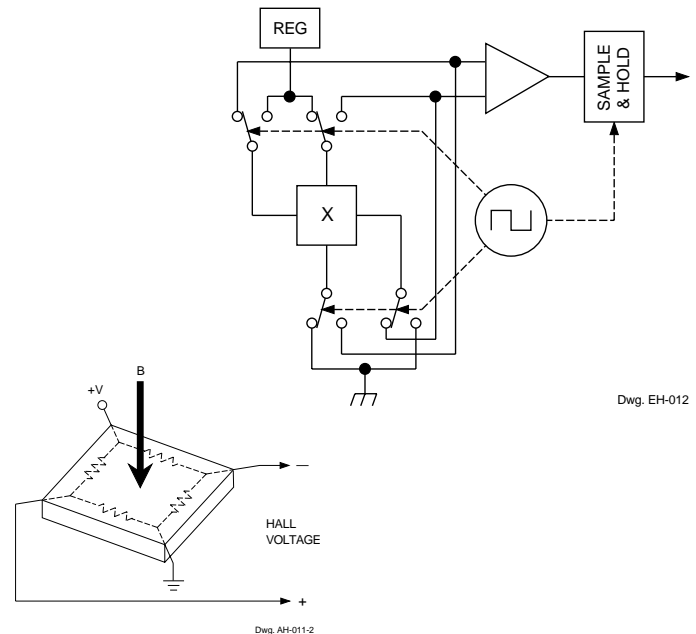 REG
SAMPLE
& HOLD
X
Dwg. EH-012
B
+V
—
HALL
VOLTAGE
+
Dwg. AH-011-2